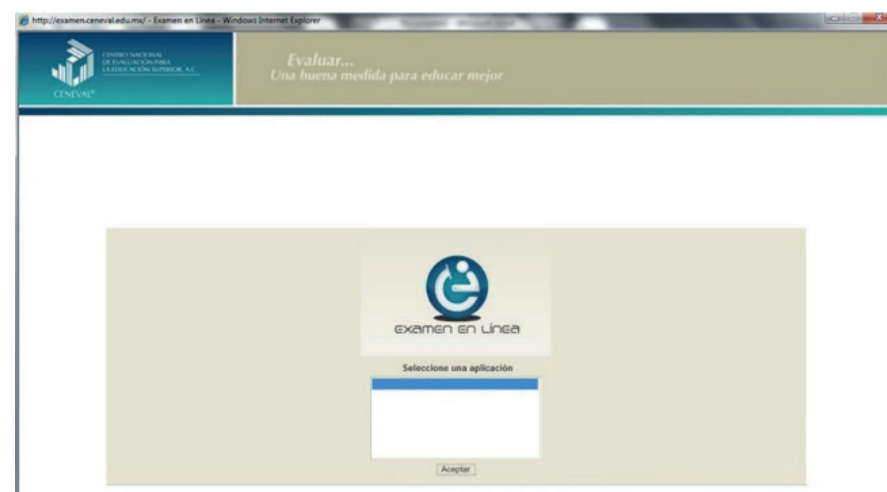 http://examen.ceneval.edu.mx/ - Examen en Línea - Windows Internet Explorer
CENTRO NACIONAL
DE EVALUACIÓN PARA
LA EDUCACIÓN SUPERIOR, A.C.
CENEVAL®
Evaluar...
Una buena medida para educar mejor
e
examen en línea
Seleccione una aplicación
Aceptar